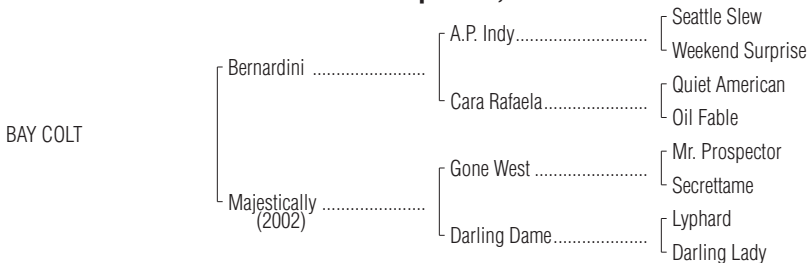 Seattle Slew
A.P. Indy..............................
Weekend Surprise
Bernardini ..........................
Quiet American
Cara Rafaela........................
Oil Fable
BAY COLT
Mr. Prospector
Gone West ..........................
Secrettame
Majestically ........................
(2002)
Lyphard
Darling Dame......................
Darling Lady